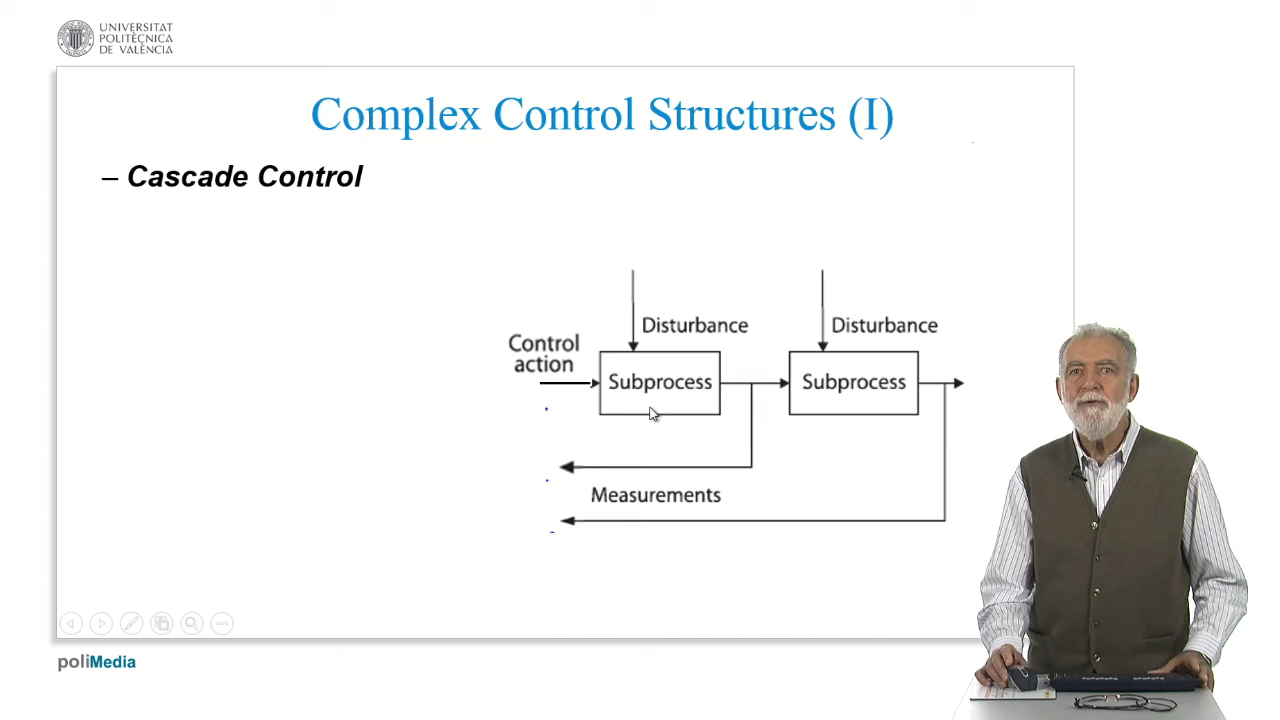 UNIVERSITAT
POLITÈCNICA
DE VALÈNCIA
Complex Control Structures (I)
– Cascade Control
Disturbance
Disturbance
Control
action
Subprocess
Subprocess
Measurements
poliMedia